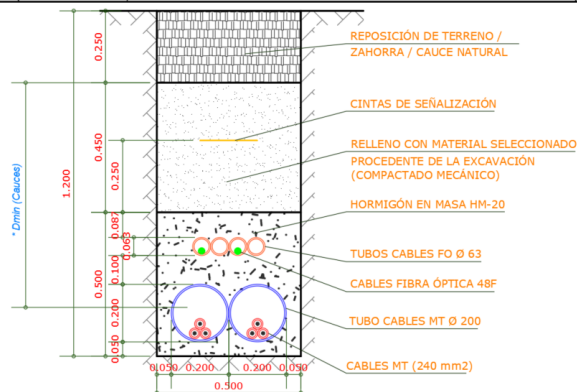 REPOSICIÓN DE TERRENO /
ZAHORRA / CAUCE NATURAL
CINTAS DE SEÑALIZACIÓN
RELLENO CON MATERIAL SELECCIONADO
PROCEDENTE DE LA EXCAVACIÓN
(COMPACTADO MECÁNICO)
HORMIGÓN EN MASA HM-20
TUBOS CABLES FO Ø 63
CABLES FIBRA ÓPTICA 48F
TUBO CABLES MT Ø 200
CABLES MT (240 mm2)
* Dmin (Cauces)
1.200
0.250
0.450
0.500
0.250
0.087
0.063
0.100
0.200
0.050
0.050 0.200 0.200 0.050
0.500